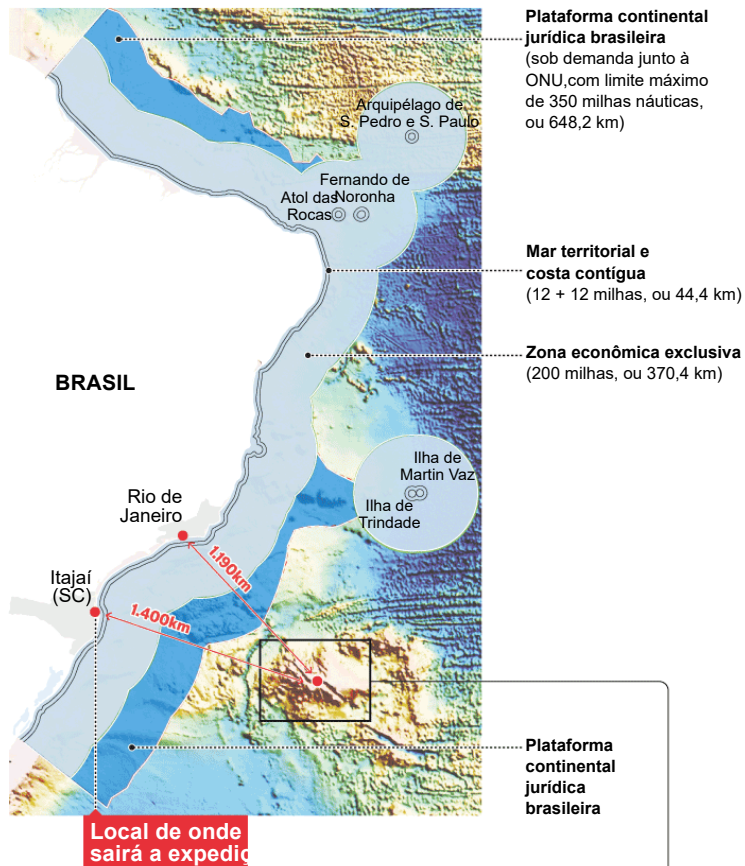 Plataforma continental
jurídica brasileira
(sob demanda junto à
ONU,com limite máximo
de 350 milhas náuticas,
ou 648,2 km)
Arquipélago de
S. Pedro e S. Paulo
Fernando de
Noronha
Atol das
Rocas
Mar territorial e
costa contígua
(12 + 12 milhas, ou 44,4 km)
Zona econômica exclusiva
(200 milhas, ou 370,4 km)
BRASIL
Ilha de
Martin Vaz
Ilha de
Trindade
Rio de
Janeiro
1.190km
Itajaí
(SC)
1.400km
Plataforma
continental
jurídica
brasileira
Local de onde
sairá a